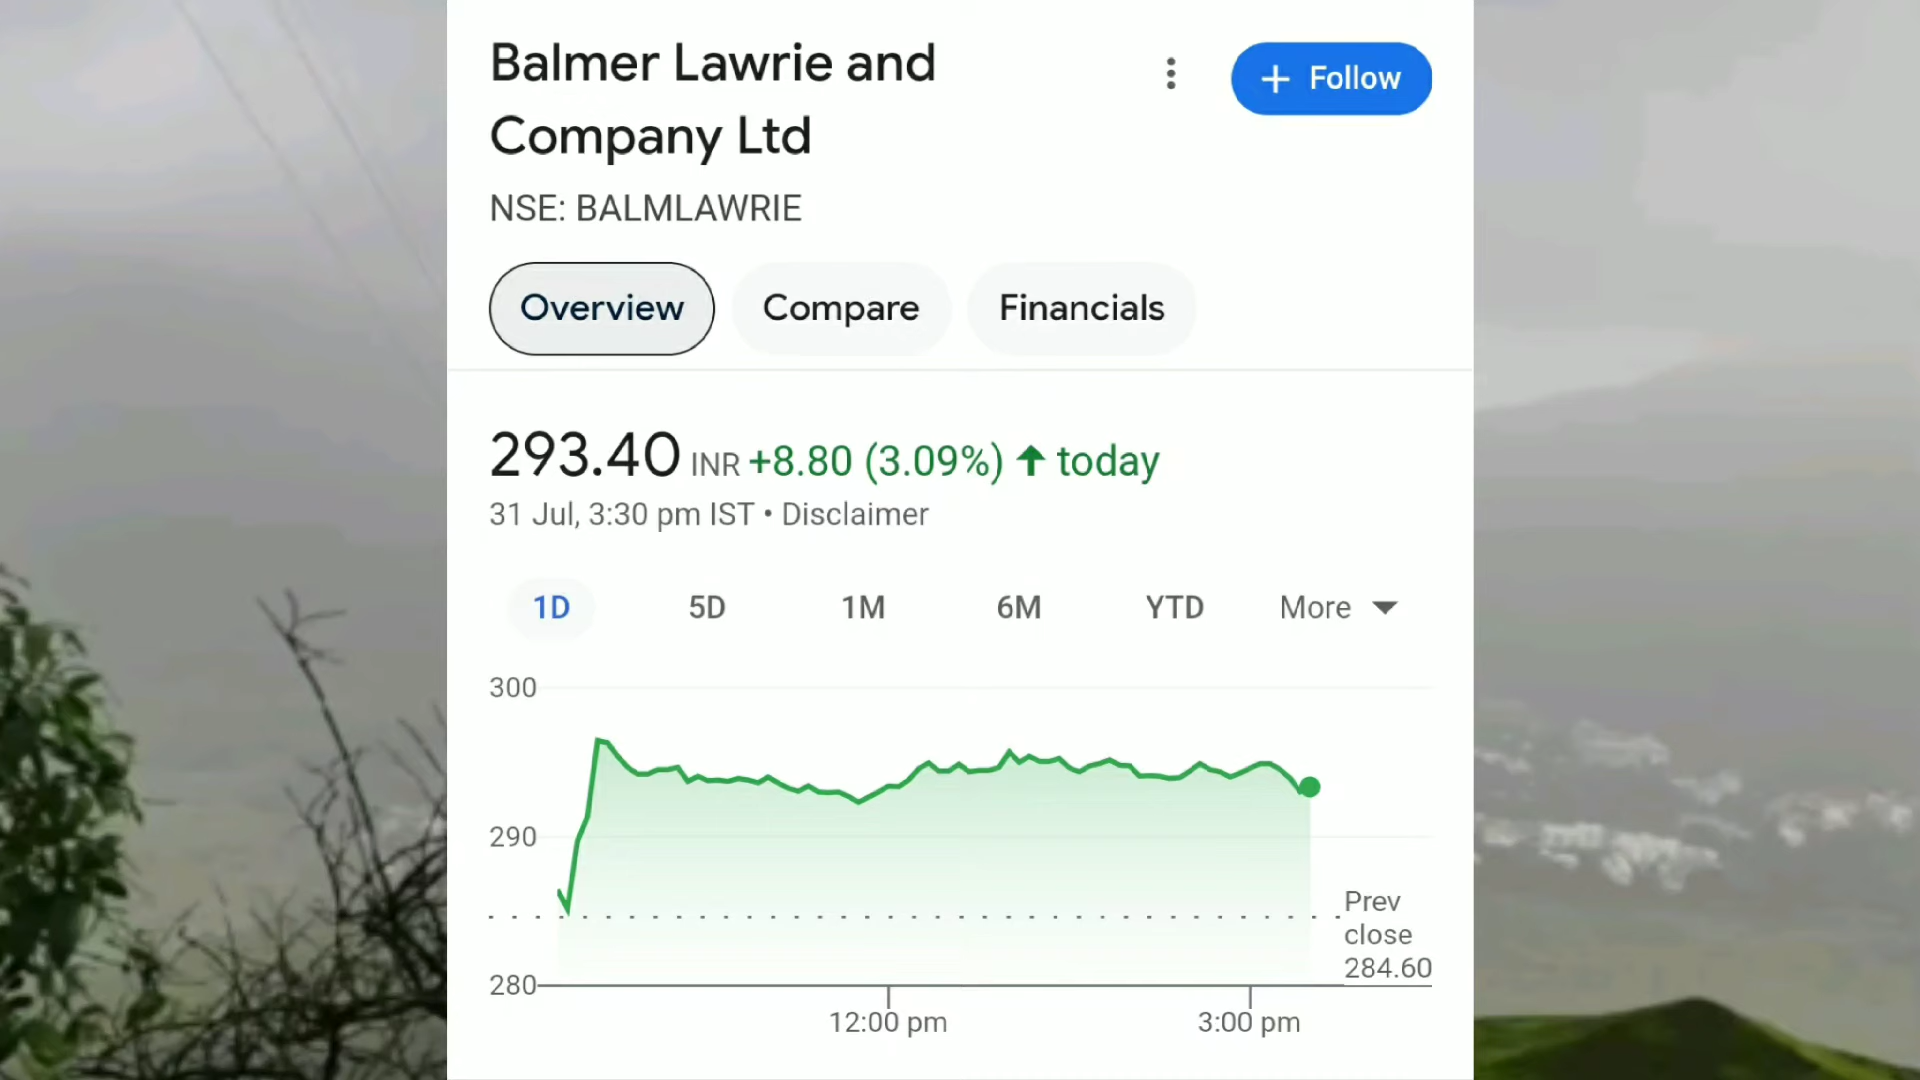 Balmer Lawrie and
Company Ltd
+ Follow
NSE: BALMLAWRIE
Overview
Compare
Financials
293.40 INR +8.80 (3.09%) ↑ today
31 Jul, 3:30 pm IST • Disclaimer
1D 5D 1M 6M YTD More
300
290
280
Prev
close
284.60
12:00 pm
3:00 pm